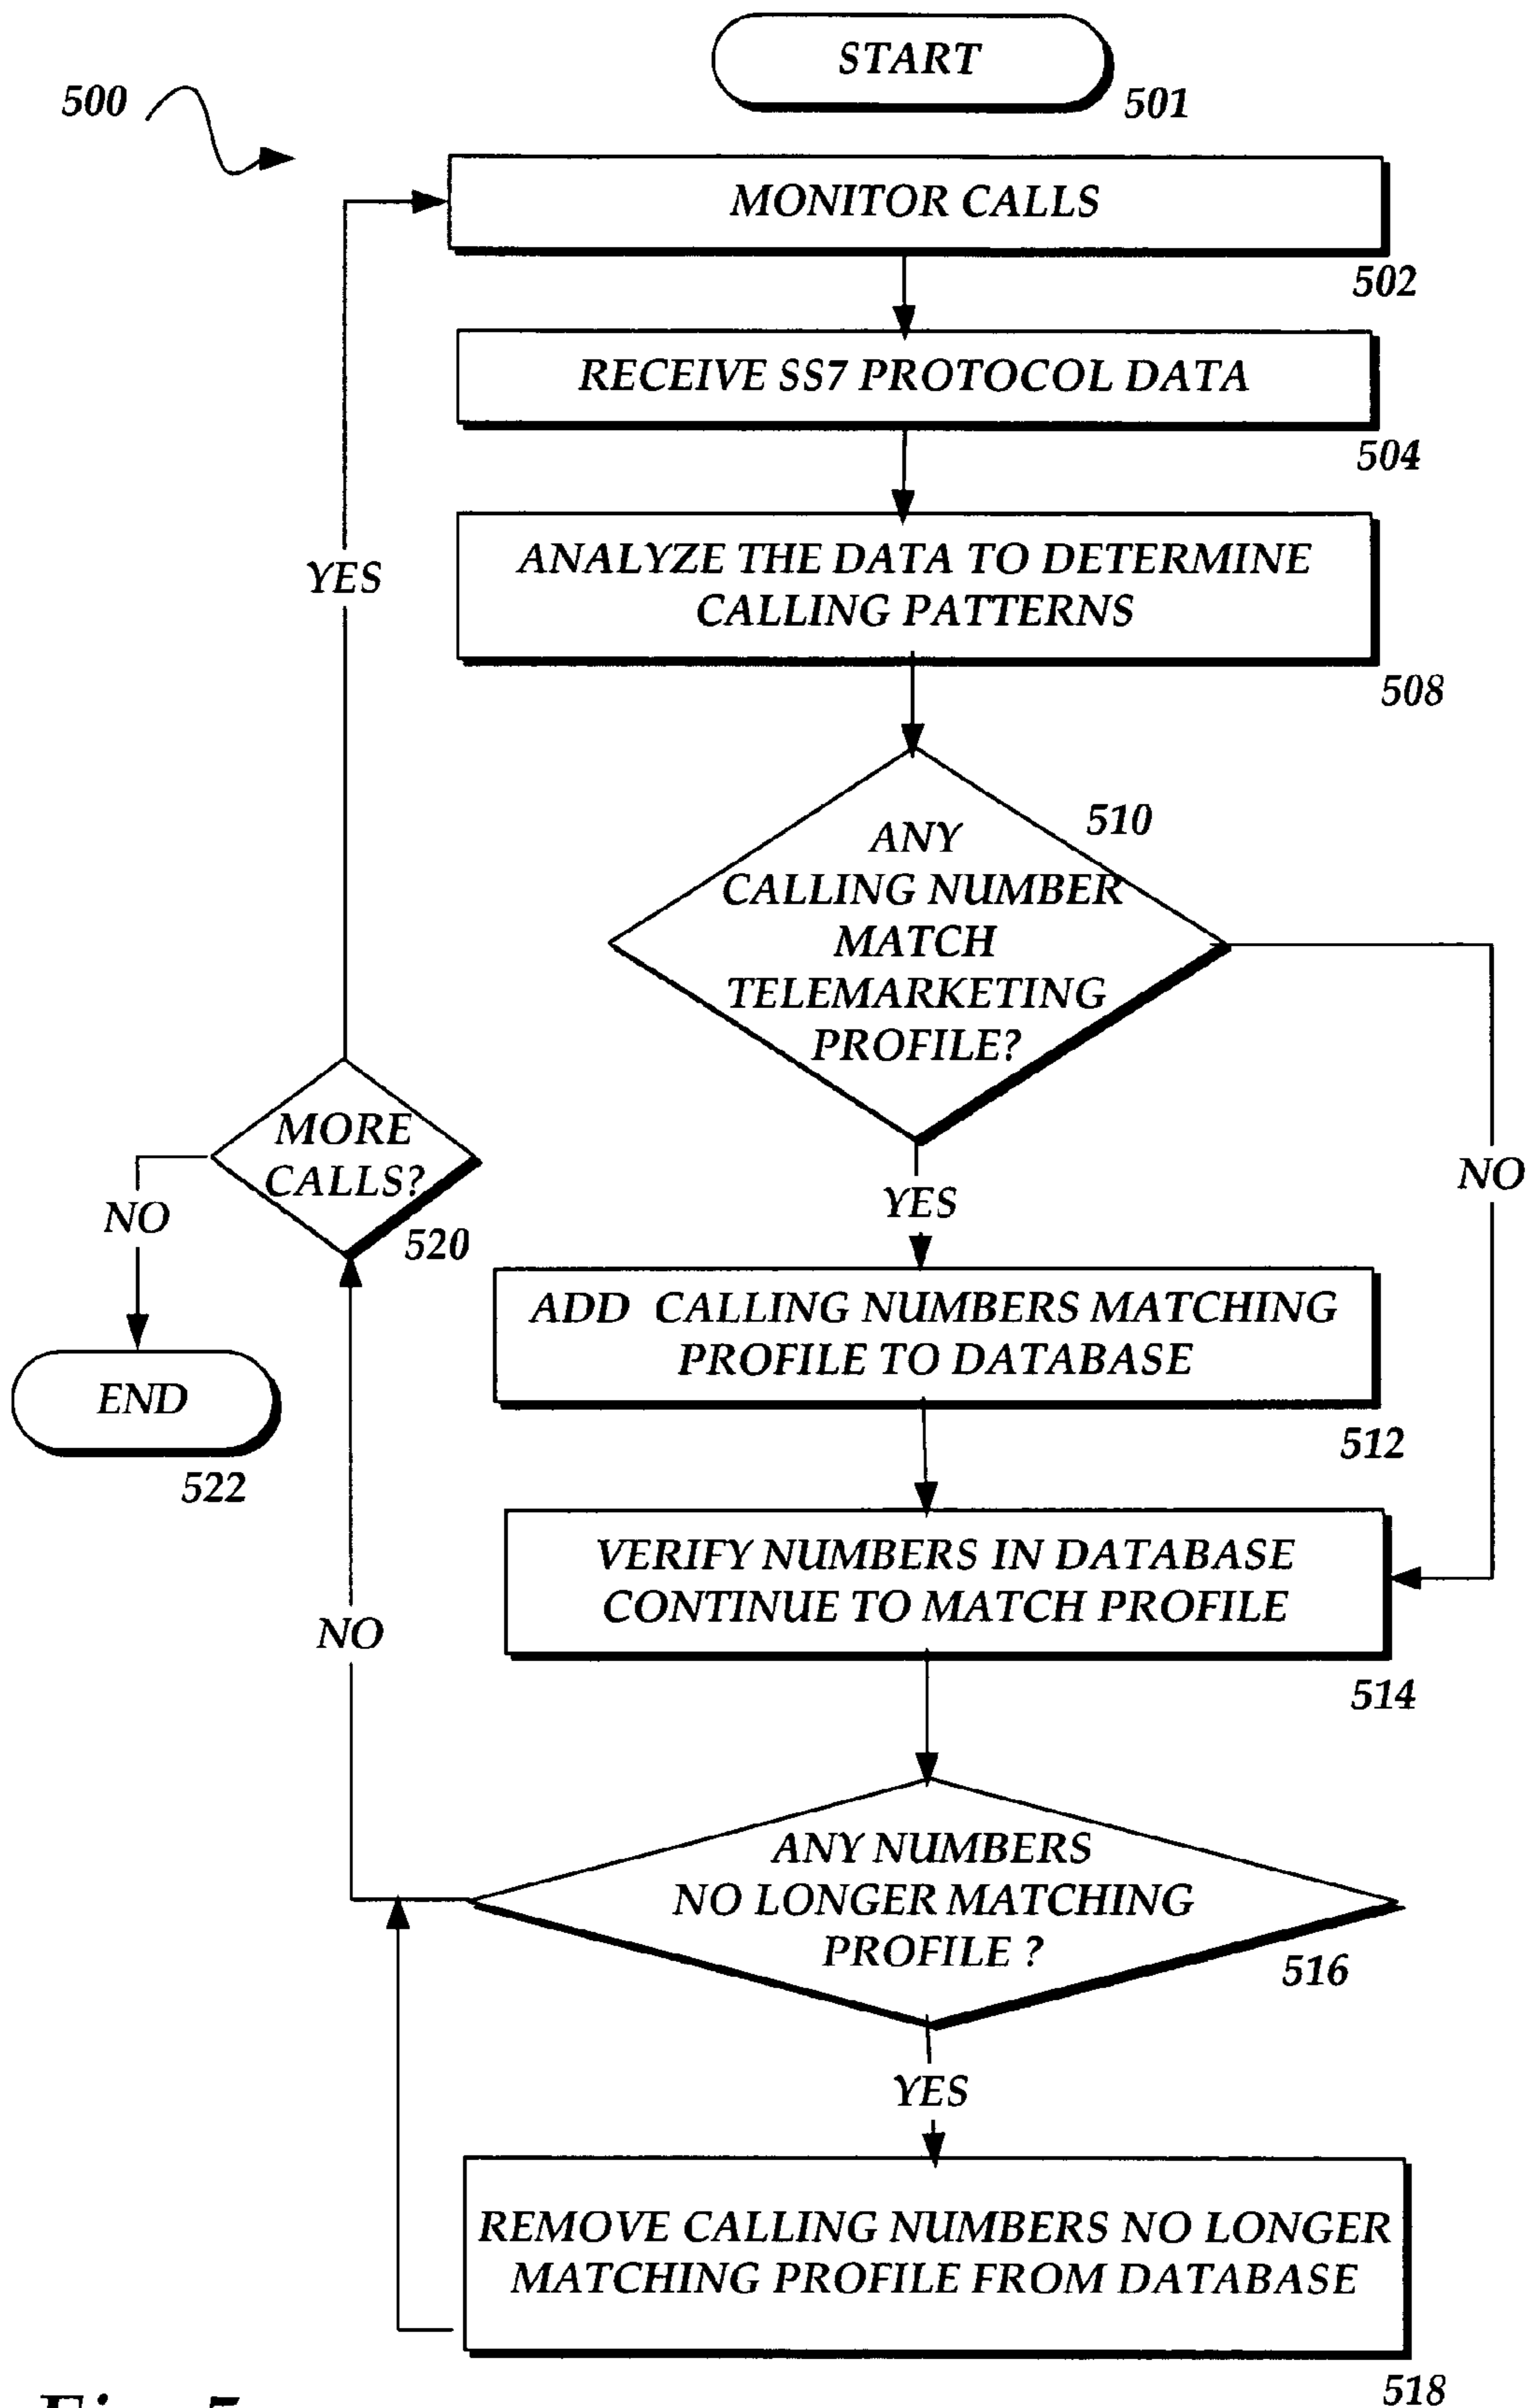 START
501
500
MONITOR CALLS
502
RECEIVE SS7 PROTOCOL DATA
504
ANALYZE THE DATA TO DETERMINE
CALLING PATTERNS
508
YES
510
ANY
CALLING NUMBER
MATCH
TELEMARKETING
PROFILE?
MORE
CALLS?
520
NO
YES
NO
ADD CALLING NUMBERS MATCHING
PROFILE TO DATABASE
512
END
522
VERIFY NUMBERS IN DATABASE
CONTINUE TO MATCH PROFILE
514
NO
ANY NUMBERS
NO LONGER MATCHING
PROFILE ?
516
YES
REMOVE CALLING NUMBERS NO LONGER
MATCHING PROFILE FROM DATABASE
518